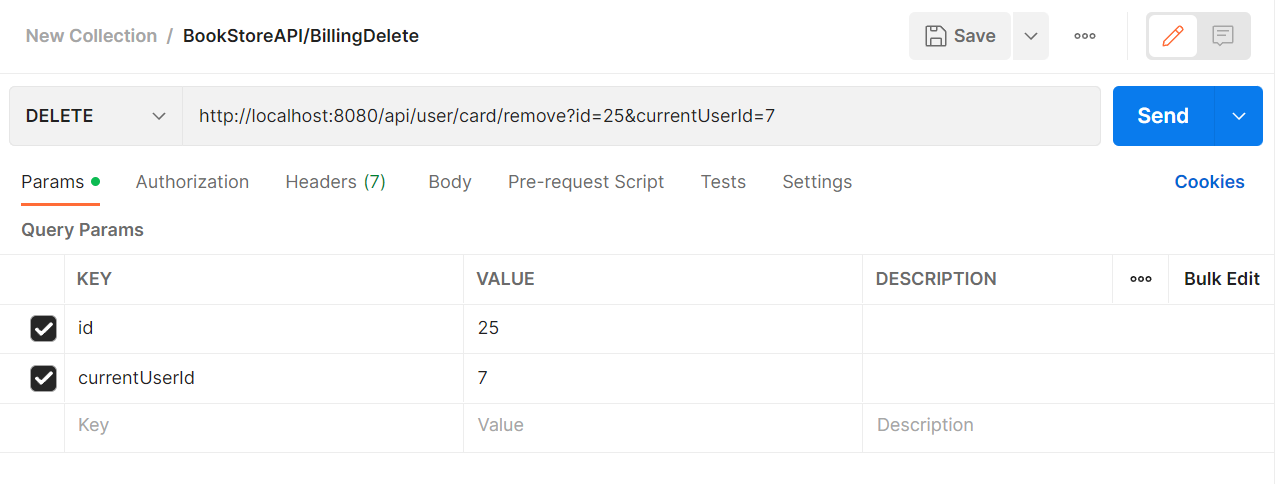 New Collection / BookStoreAPI/BillingDelete Save
DELETE http://localhost:8080/api/user/card/remove?id=25&currentUserId=7 Send
Params Authorization Headers (7) Body Pre-request Script Tests Settings Cookies
Query Params
KEY VALUE DESCRIPTION Bulk Edit
id 25
currentUserId 7
Key Value Description